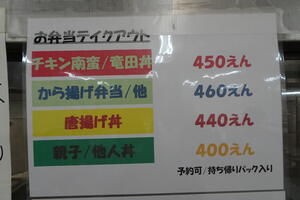 お弁当テイクアウト
チキン南蛮/竜田丼 450えん
から揚げ弁当/他 460えん
唐揚げ丼 440えん
親子/他人丼 400えん
予約可/持ち帰りパック入り